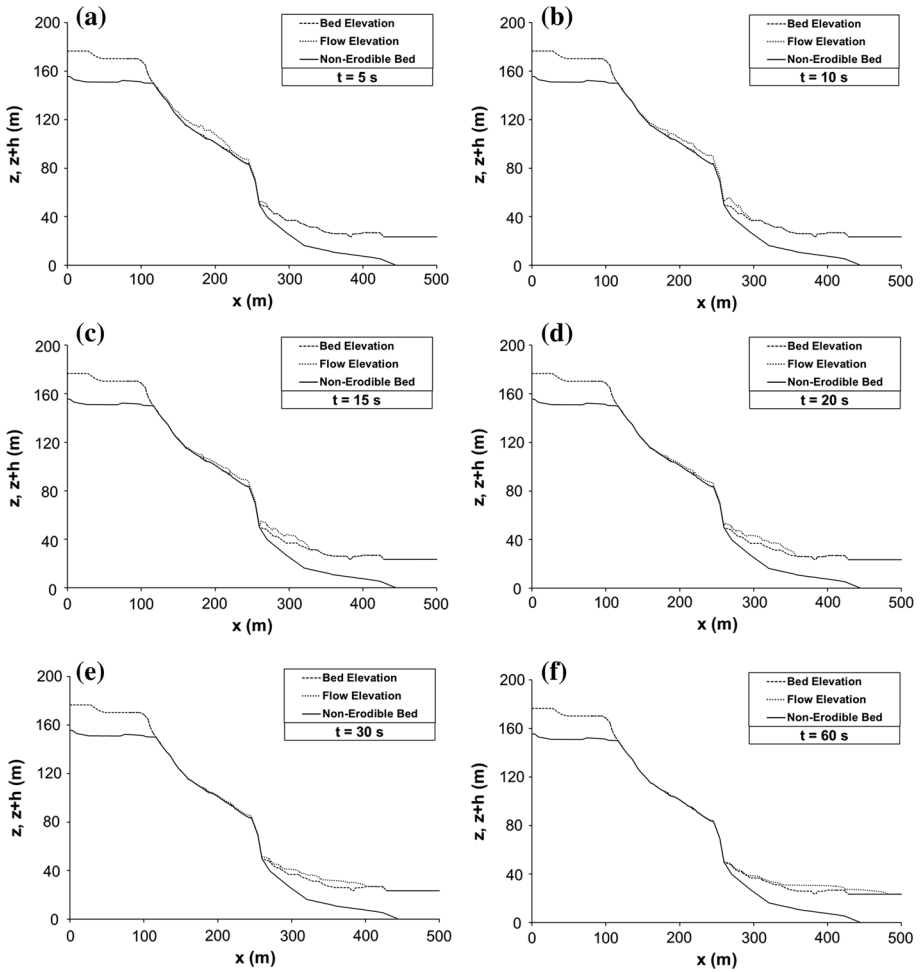 (a)
200
160
120
80
40
0
z, z+h (m)
0 100 200 300 400 500
x (m)
Bed Elevation
Flow Elevation
Non-Erodible Bed
t = 5 s
(b)
200
160
120
80
40
0
z, z+h (m)
0 100 200 300 400 500
x (m)
Bed Elevation
Flow Elevation
Non-Erodible Bed
t = 10 s
(c)
200
160
120
80
40
0
z, z+h (m)
0 100 200 300 400 500
x (m)
Bed Elevation
Flow Elevation
Non-Erodible Bed
t = 15 s
(d)
200
160
120
80
40
0
z, z+h (m)
0 100 200 300 400 500
x (m)
Bed Elevation
Flow Elevation
Non-Erodible Bed
t = 20 s
(e)
200
160
120
80
40
0
z, z+h (m)
0 100 200 300 400 500
x (m)
Bed Elevation
Flow Elevation
Non-Erodible Bed
t = 30 s
(f)
200
160
120
80
40
0
z, z+h (m)
0 100 200 300 400 500
x (m)
Bed Elevation
Flow Elevation
Non-Erodible Bed
t = 60 s